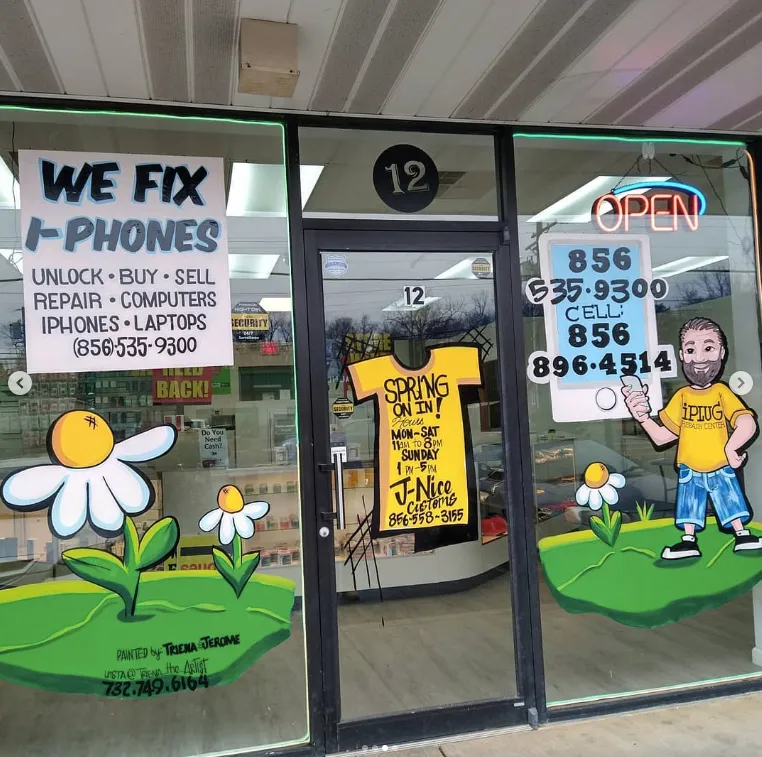 WE FIX
I-PHONES
UNLOCK • BUY • SELL
REPAIR • COMPUTERS
IPHONES • LAPTOPS
(856)-535-9300
SECURITY
BACK!
Do You
Need
Cash?
PAINTED by: TRIENA & JEROME
INSTA@Triena the Artist
732.749.6164
12
12
SPRING
ON IN!
Hours
MON-SAT
11AM TO 8PM
SUNDAY
1PM-5PM
J-Nice
Customs
856-558-3155
OPEN
856
535-9300
CELL:
856
896-4514
iPLUG
REPAIR CENTER